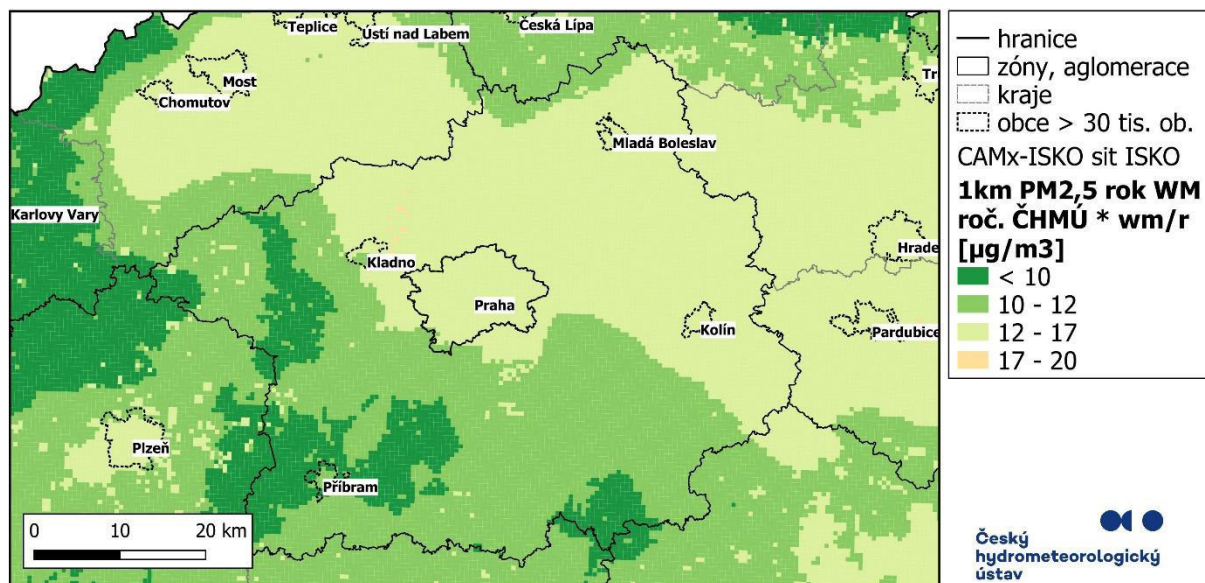 Teplice
Ústí nad Labem
Česká Lípa
Most
Chomutov
Tr
Mladá Boleslav
Karlovy Vary
Hrade
Kladno
Praha
Kolín
Pardubice
Plzeň
Příbram
0 10 20 km
hranice
zóny, aglomerace
kraje
obce > 30 tis. ob.
CAMx-ISKO sit ISKO
1km PM2,5 rok WM
roč. ČHMÚ * wm/r
[µg/m3]
< 10
10 - 12
12 - 17
17 - 20
Český
hydrometeorologický
ústav